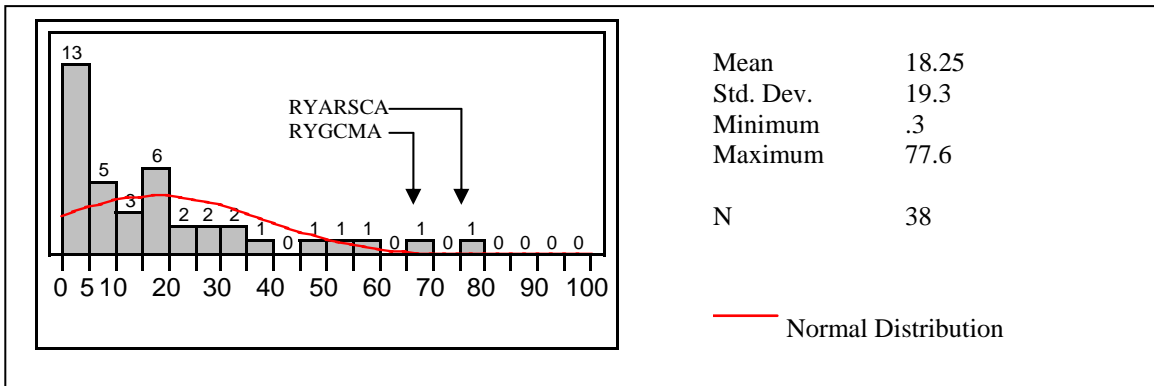 13
RYARSCA
RYGCMA
5 3 6 2 2 2 1 0 1 1 1 0 1 0 1 0 0 0 0
0 5 10 20 30 40 50 60 70 80 90 100
Mean 18.25
Std. Dev. 19.3
Minimum .3
Maximum 77.6
N 38
Normal Distribution